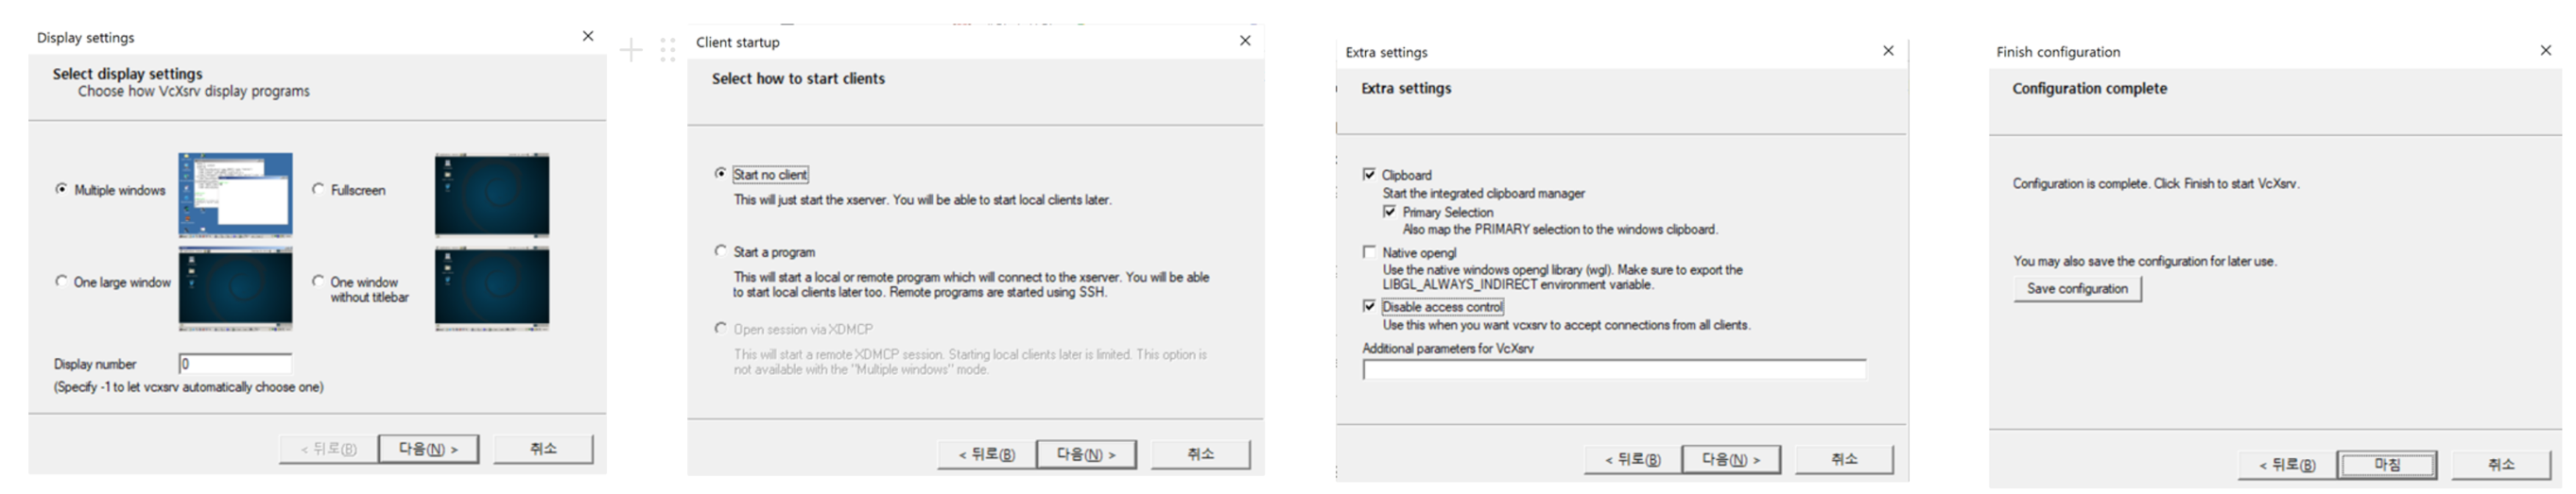 Display settings
Select display settings
Choose how VcXsrv display programs
Multiple windows
Fullscreen
One large window
One window
without titlebar
Display number
0
(Specify -1 to let vcxsrv automatically choose one)
< 뒤로(B)
다음(N) >
취소
Client startup
Select how to start clients
Start no client
This will just start the xserver. You will be able to start local clients later.
Start a program
This will start a local or remote program which will connect to the xserver. You will be able
to start local clients later too. Remote programs are started using SSH.
Open session via XDMCP
This will start a remote XDMCP session. Starting local clients later is limited. This option is
not available with the "Multiple windows" mode.
< 뒤로(B)
다음(N) >
취소
Extra settings
Extra settings
Clipboard
Start the integrated clipboard manager
Primary Selection
Also map the PRIMARY selection to the windows clipboard.
Native opengl
Use the native windows opengl library (wgl). Make sure to export the
LIBGL_ALWAYS_INDIRECT environment variable.
Disable access control
Use this when you want vcxsrv to accept connections from all clients.
Additional parameters for VcXsrv
< 뒤로(B)
다음(N) >
취소
Finish configuration
Configuration complete
Configuration is complete. Click Finish to start VcXsrv.
You may also save the configuration for later use.
Save configuration
< 뒤로(B)
마침
취소